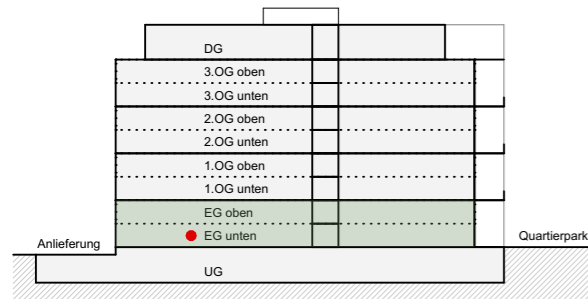 DG
3.OG oben
3.OG unten
2.OG oben
2.OG unten
1.OG oben
1.OG unten
EG oben
Anlieferung
EG unten
Quartierpark
UG